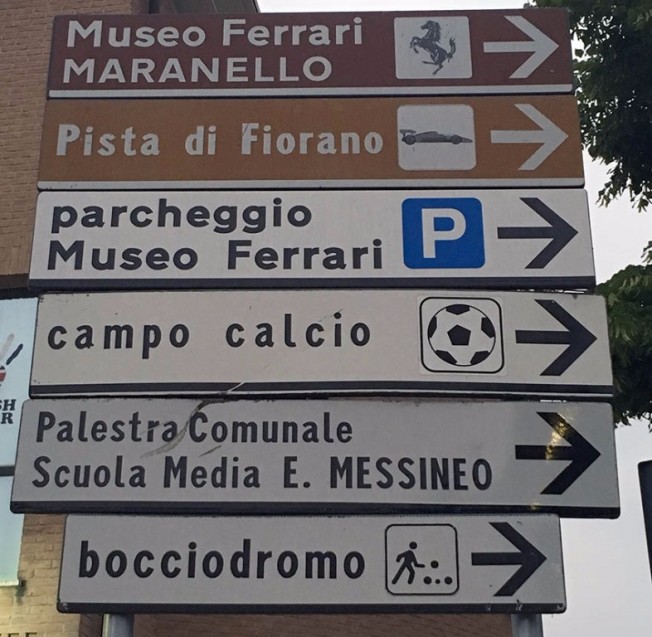 Museo Ferrari
MARANELLO
Pista di Fiorano
parcheggio
Museo Ferrari
P
campo calcio
Palestra Comunale
Scuola Media E. MESSINEO
bocciodromo